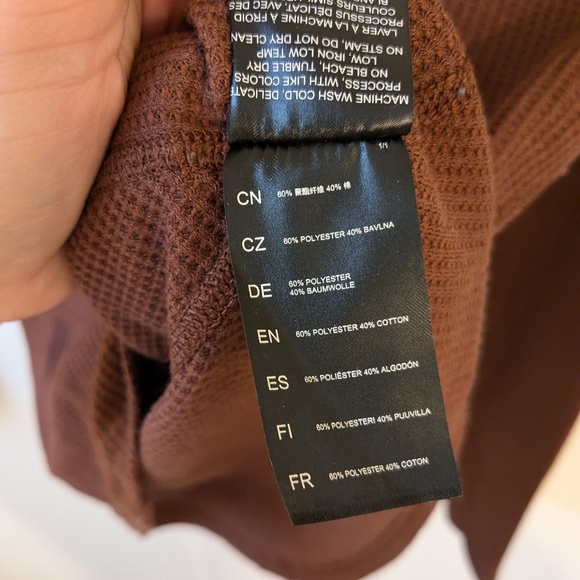 MACHINE WASH COLD, DELICATE
PROCESS, WITH LIKE COLORS
NO BLEACH, TUMBLE DRY
LOW, IRON LOW TEMP
NO STEAM, DO NOT DRY CLEAN
LAVER À LA MACHINE À FROID
PROCESSUS DÉLICAT, AVEC DES
1/1
CN 60% 聚酯纤维 40% 棉
CZ 60% POLYESTER 40% BAVLNA
DE 60% POLYESTER
40% BAUMWOLLE
EN 60% POLYESTER 40% COTTON
ES 60% POLIÉSTER 40% ALGODÓN
FI 60% POLYESTERI 40% PUUVILLA
FR 60% POLYESTER 40% COTON